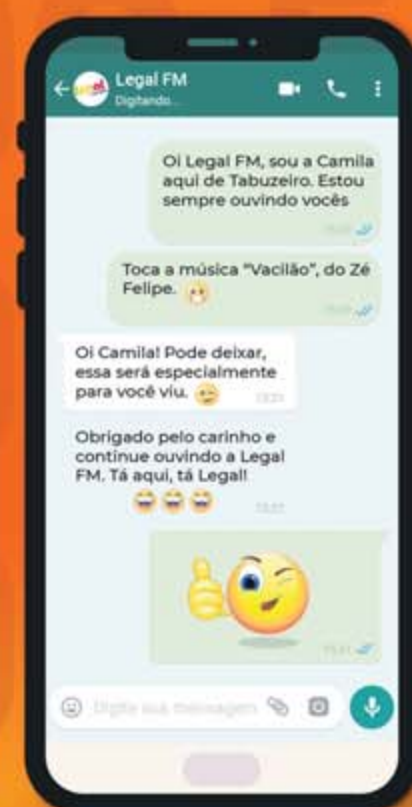 Legal FM
Digitando...
Oi Legal FM, sou a Camila
aqui de Tabuzeiro. Estou
sempre ouvindo vocês
Toca a música "Vacilão", do Zé
Felipe.
Oi Camila! Pode deixar,
essa será especialmente
para você viu.
Obrigado pelo carinho e
continue ouvindo a Legal
FM. Tá aqui, tá Legal!
Digite sua mensagem